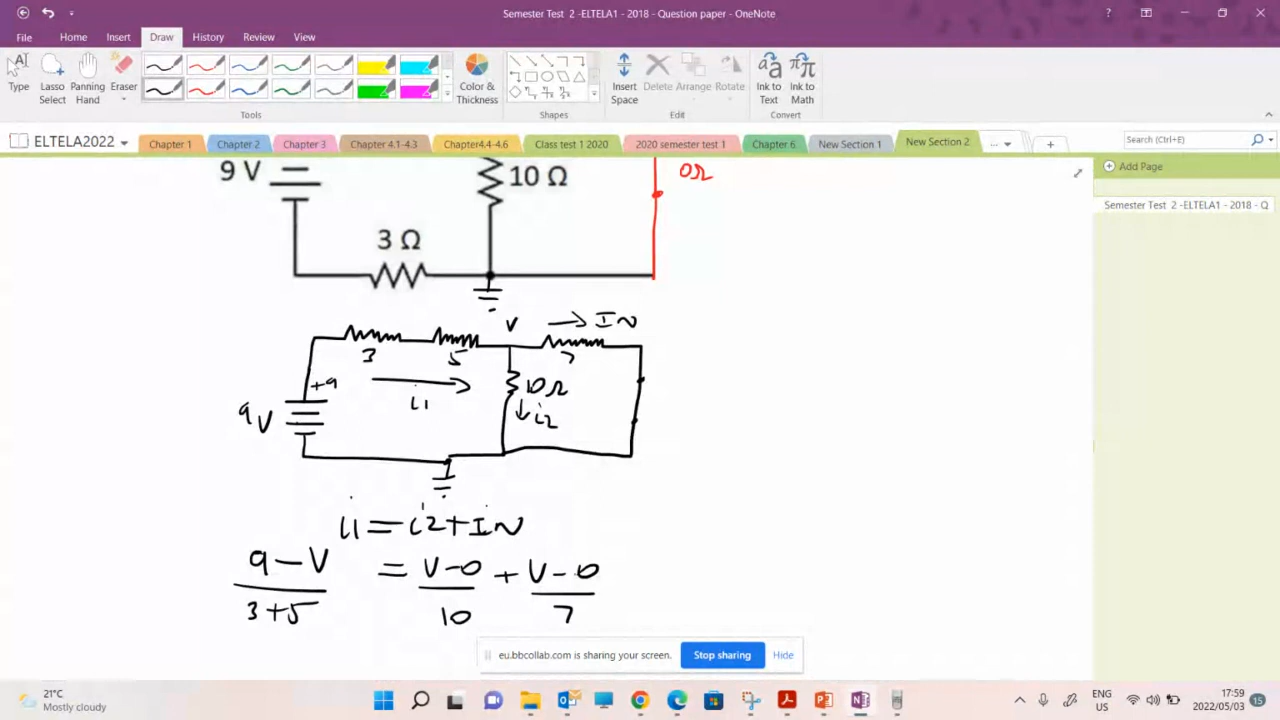 Semester Test 2 -ELTELA1 - 2018 - Question paper - OneNote
File Home Insert Draw History Review View
Type Lasso Select Panning Hand Eraser Color & Thickness Insert Space Delete Arrange Rotate Ink to Text Ink to Math
Tools Shapes Edit Convert
ELTELA2022 Chapter 1 Chapter 2 Chapter 3 Chapter 4.1-4.3 Chapter4.4-4.6 Class test 1 2020 2020 semester test 1 Chapter 6 New Section 1 New Section 2 ... Search (Ctrl+E)
Add Page
Semester Test 2 -ELTELA1 - 2018 - Q
9 V 10 Ω 0Ω
3 Ω
V → IN
3 5 7
+9 10Ω
9V i1 i2
i1 = i2 + IN
9 - V = V-0 + V-0
3+5 10 7
eu.bbcollab.com is sharing your screen. Stop sharing Hide
21°C
Mostly cloudy
ENG
US
17:59
2022/05/03
15